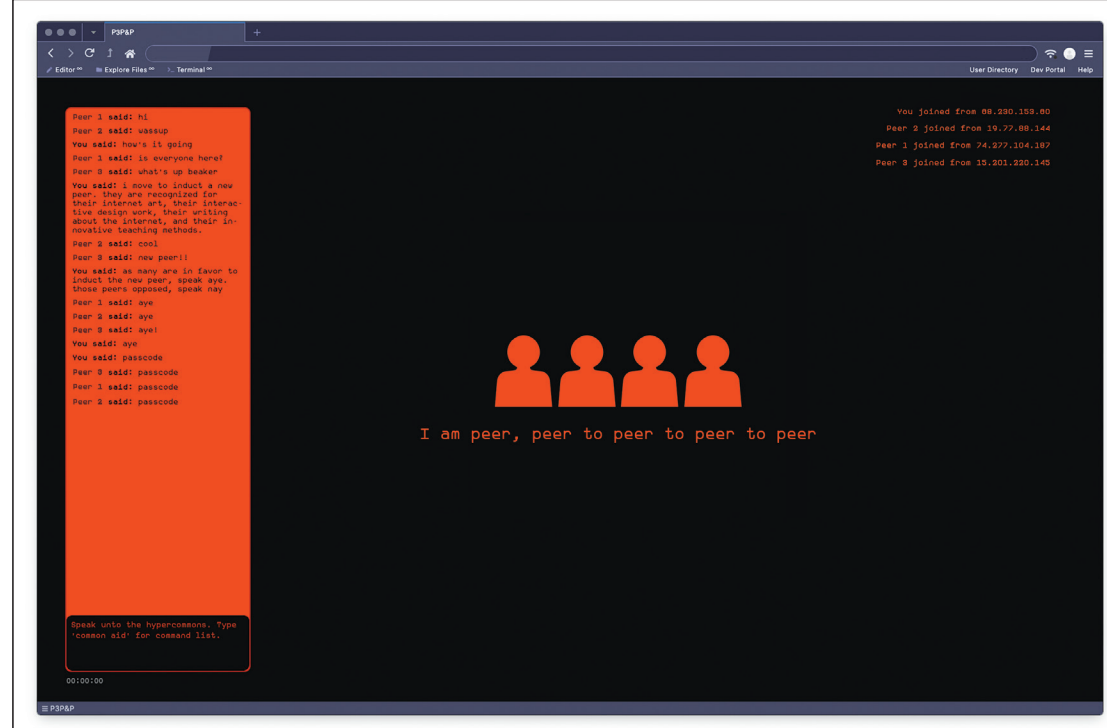 P3P&P
Editor ∞ Explore Files ∞ Terminal ∞
User Directory Dev Portal Help
Peer 1 said: hi
Peer 2 said: wassup
You said: how's it going
Peer 1 said: is everyone here?
Peer 3 said: what's up beaker
You said: i move to induct a new
peer. they are recognized for
their internet art, their interac-
tive design work, their writing
about the internet, and their in-
novative teaching methods.
Peer 2 said: cool
Peer 3 said: new peer!!
You said: as many are in favor to
induct the new peer, speak aye.
those peers opposed, speak nay
Peer 1 said: aye
Peer 2 said: aye
Peer 3 said: aye!
You said: aye
You said: passcode
Peer 3 said: passcode
Peer 1 said: passcode
Peer 2 said: passcode
Speak unto the hypercommons. Type
'common aid' for command list.
00:00:00
You joined from 68.230.153.60
Peer 2 joined from 19.77.88.144
Peer 1 joined from 74.277.104.187
Peer 3 joined from 15.201.220.145
I am peer, peer to peer to peer to peer
P3P&P